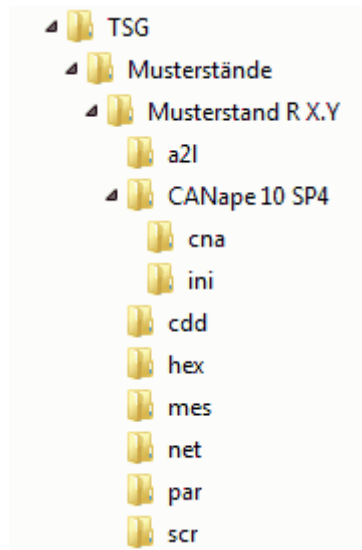 TSG
Musterstände
Musterstand R X.Y
a2l
CANape 10 SP4
cna
ini
cdd
hex
mes
net
par
scr